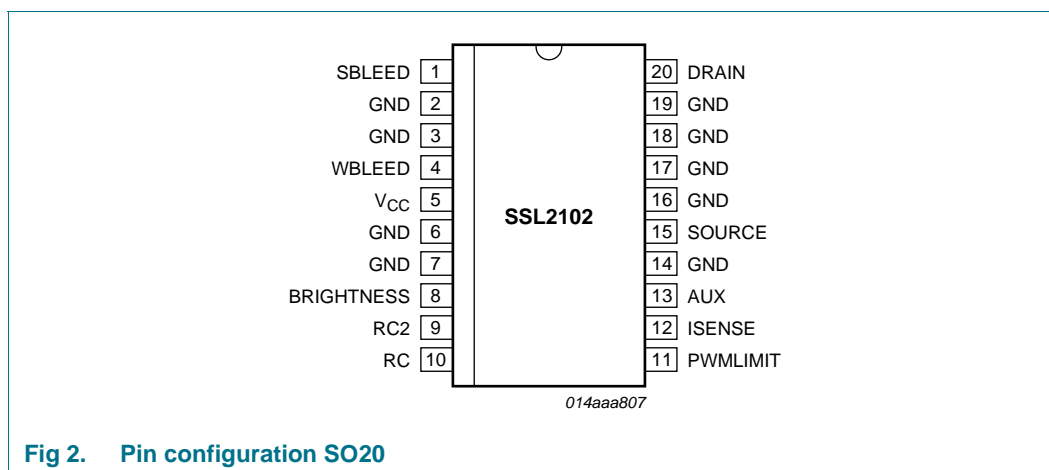 SBLEED 1 20 DRAIN
GND 2 19 GND
GND 3 18 GND
WBLEED 4 17 GND
VCC 5 16 GND
SSL2102
GND 6 15 SOURCE
GND 7 14 GND
BRIGHTNESS 8 13 AUX
RC2 9 12 ISENSE
RC 10 11 PWMLIMIT
014aaa807
Fig 2. Pin configuration SO20